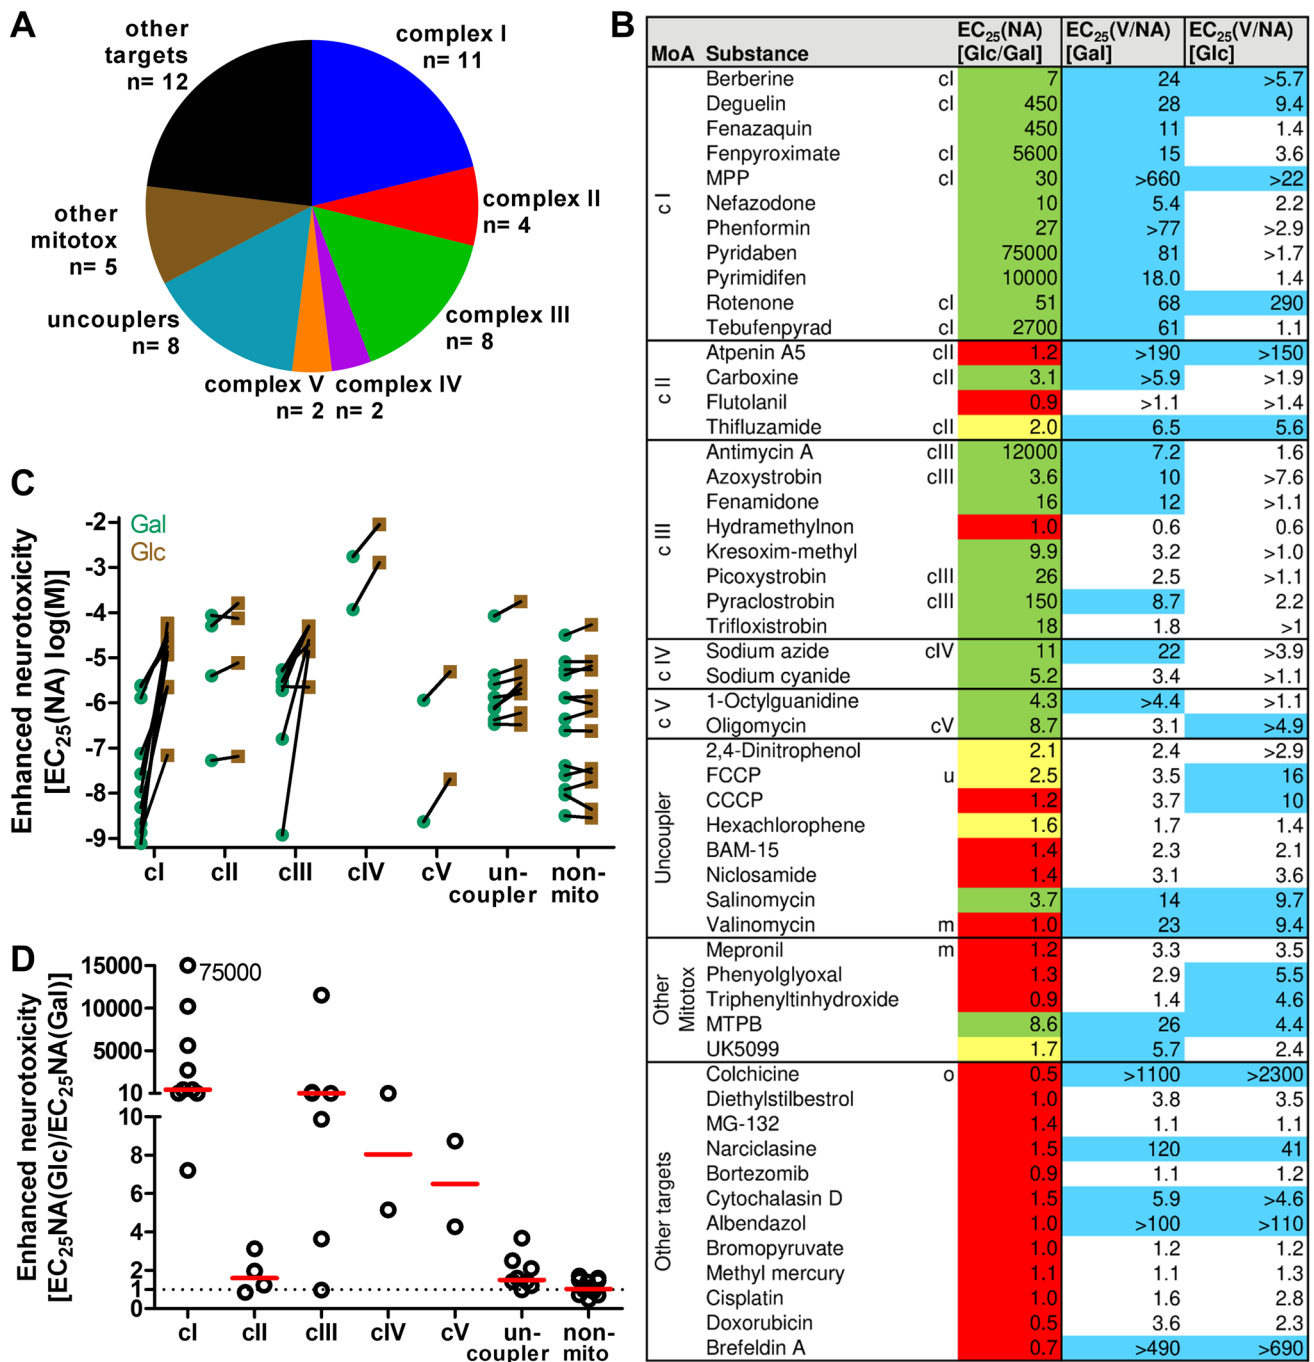 A
other
targets
n= 12
complex I
n= 11
complex II
n= 4
other
mitotox
n= 5
complex III
n= 8
uncouplers
n= 8
complex V
n= 2
complex IV
n= 2
B
MoA Substance EC25(NA) [Glc/Gal] EC25(V/NA) [Gal] EC25(V/NA) [Glc]
c I
Berberine cI 7 24 >5.7
Deguelin cI 450 28 9.4
Fenazaquin 450 11 1.4
Fenpyroximate cI 5600 15 3.6
MPP cI 30 >660 >22
Nefazodone 10 5.4 2.2
Phenformin 27 >77 >2.9
Pyridaben 75000 81 >1.7
Pyrimidifen 10000 18.0 1.4
Rotenone cI 51 68 290
Tebufenpyrad cI 2700 61 1.1
c II
Atpenin A5 cII 1.2 >190 >150
Carboxine cII 3.1 >5.9 >1.9
Flutolanil 0.9 >1.1 >1.4
Thifluzamide cII 2.0 6.5 5.6
c III
Antimycin A cIII 12000 7.2 1.6
Azoxystrobin cIII 3.6 10 >7.6
Fenamidone 16 12 >1.1
Hydramethylnon 1.0 0.6 0.6
Kresoxim-methyl 9.9 3.2 >1.0
Picoxystrobin cIII 26 2.5 >1.1
Pyraclostrobin cIII 150 8.7 2.2
Trifloxistrobin 18 1.8 >1
c IV
Sodium azide cIV 11 22 >3.9
Sodium cyanide 5.2 3.4 >1.1
c V
1-Octylguanidine 4.3 >4.4 >1.1
Oligomycin cV 8.7 3.1 >4.9
Uncoupler
2,4-Dinitrophenol 2.1 2.4 >2.9
FCCP u 2.5 3.5 16
CCCP 1.2 3.7 10
Hexachlorophene 1.6 1.7 1.4
BAM-15 1.4 2.3 2.1
Niclosamide 1.4 3.1 3.6
Salinomycin 3.7 14 9.7
Valinomycin m 1.0 23 9.4
Other
Mitotox
Mepronil m 1.2 3.3 3.5
Phenyolglyoxal 1.3 2.9 5.5
Triphenyltinhydroxide 0.9 1.4 4.6
MTPB 8.6 26 4.4
UK5099 1.7 5.7 2.4
Other targets
Colchicine o 0.5 >1100 >2300
Diethylstilbestrol 1.0 3.8 3.5
MG-132 1.4 1.1 1.1
Narciclasine 1.5 120 41
Bortezomib 0.9 1.1 1.2
Cytochalasin D 1.5 5.9 >4.6
Albendazol 1.0 >100 >110
Bromopyruvate 1.0 1.2 1.2
Methyl mercury 1.1 1.1 1.3
Cisplatin 1.0 1.6 2.8
Doxorubicin 0.5 3.6 2.3
Brefeldin A 0.7 >490 >690
C
Enhanced neurotoxicity
[EC25(NA) log(M)]
Gal
Glc
-2
-3
-4
-5
-6
-7
-8
-9
cI cII cIII cIV cV un-coupler non-mito
D
Enhanced neurotoxicity
[EC25NA(Glc)/EC25NA(Gal)]
75000
15000
10000
5000
10
10
8
6
4
2
1
0
cI cII cIII cIV cV un-coupler non-mito